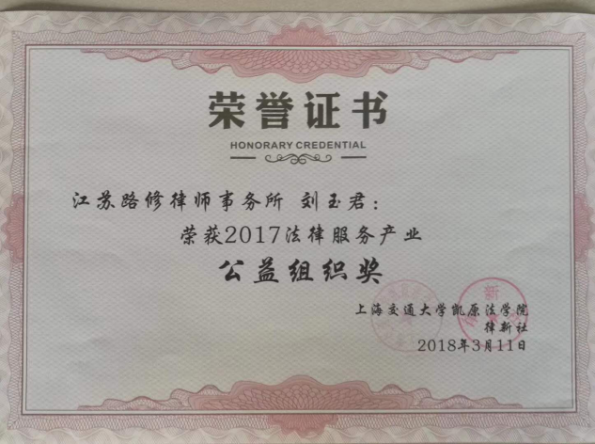 荣誉证书
HONORARY CREDENTIAL
江苏路修律师事务所 刘玉君：
荣获2017法律服务产业
公益组织奖
上海交通大学凯原法学院
律新社
2018年3月11日